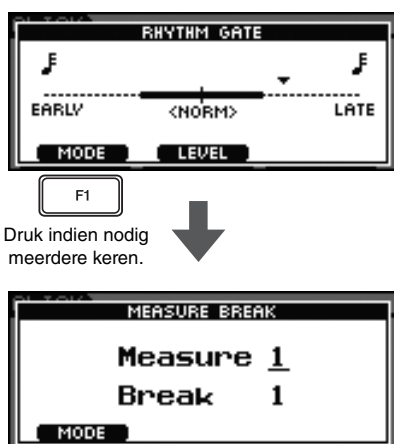 RHYTHM GATE
EARLY <NORM> LATE
MODE LEVEL
F1
Druk indien nodig
meerdere keren.
MEASURE BREAK
Measure 1
Break 1
MODE